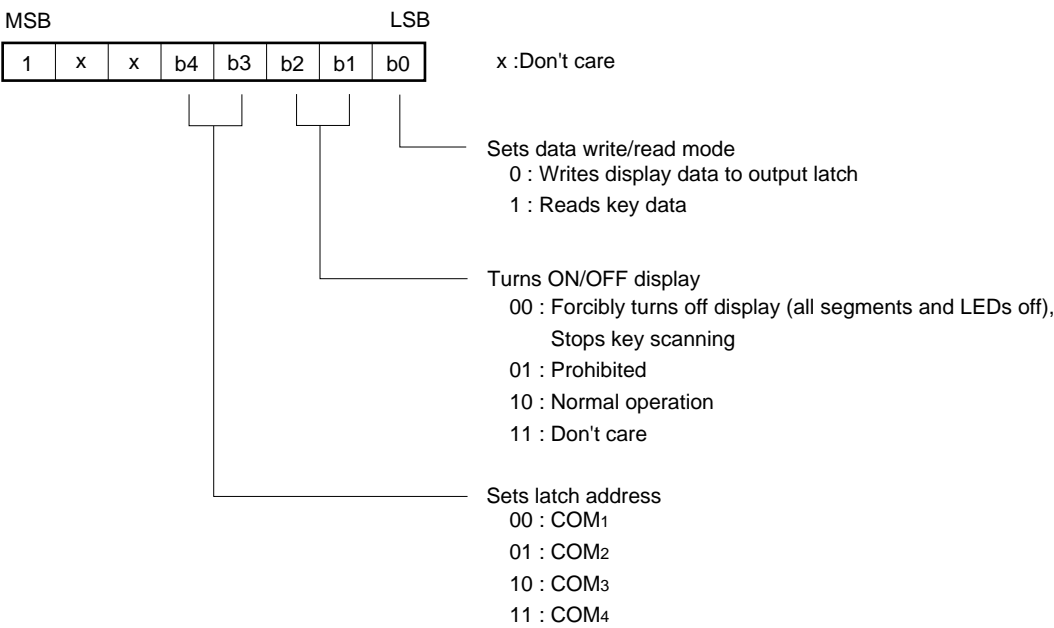 MSB LSB
1 x x b4 b3 b2 b1 b0 x :Don't care
Sets data write/read mode
0 : Writes display data to output latch
1 : Reads key data
Turns ON/OFF display
00 : Forcibly turns off display (all segments and LEDs off),
Stops key scanning
01 : Prohibited
10 : Normal operation
11 : Don't care
Sets latch address
00 : COM1
01 : COM2
10 : COM3
11 : COM4